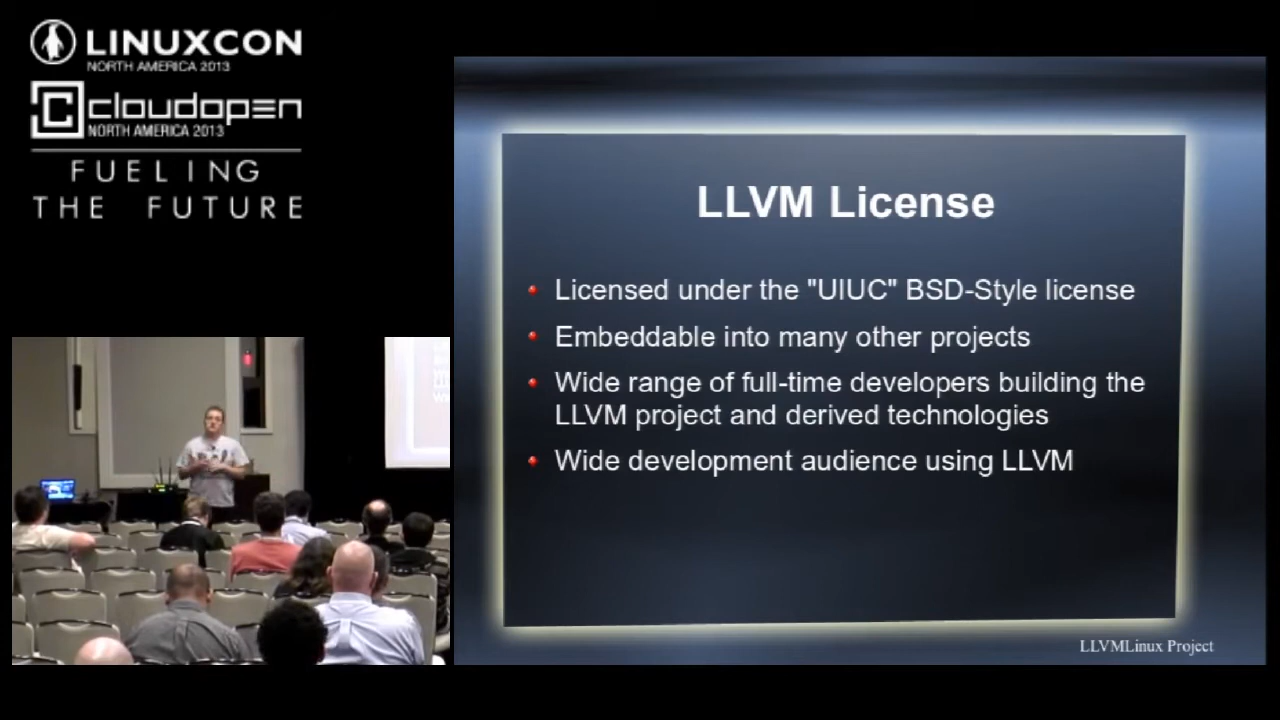 LINUXCON
NORTH AMERICA 2013
cloudopen
NORTH AMERICA 2013
FUELING
THE FUTURE
LLVM License
Licensed under the "UIUC" BSD-Style license
Embeddable into many other projects
Wide range of full-time developers building the
LLVM project and derived technologies
Wide development audience using LLVM
LLVMLinux Project